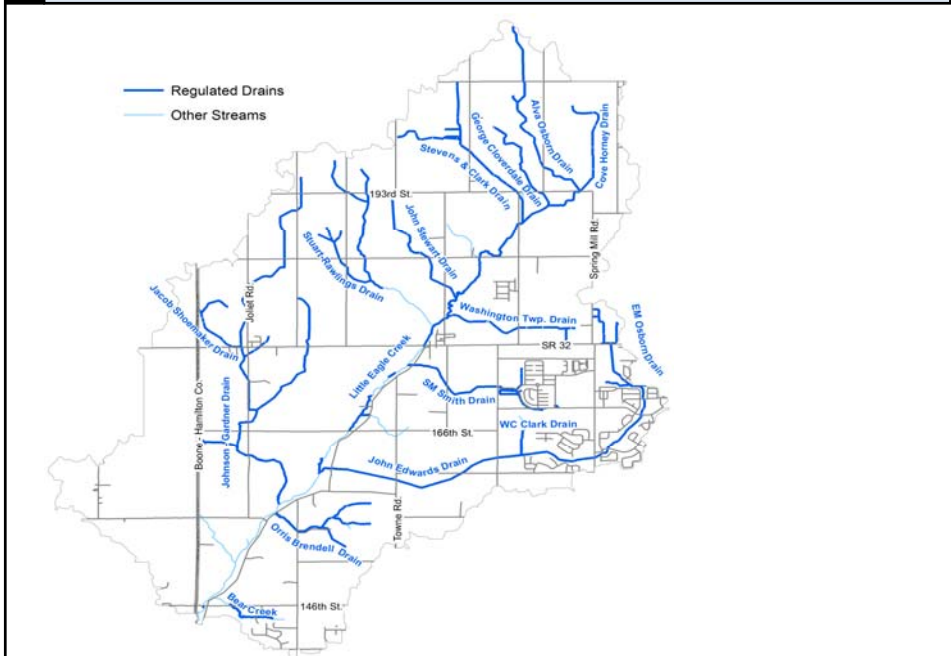 Regulated Drains
Other Streams
Alva Osborn Drain
Cove Horney Drain
George Cloverdale Drain
Stevens & Clark Drain
193rd St.
John Stewart Drain
Spring Mill Rd.
Stuart-Rawlings Drain
Joliet Rd.
Jacob Shoemaker Drain
Washington Twp. Drain
EM Osborn Drain
SR 32
Little Eagle Creek
SM Smith Drain
Johnson - Gardner Drain
Boone - Hamilton Co.
166th St.
WC Clark Drain
John Edwards Drain
Towne Rd.
Orris Brendell Drain
Bear Creek
146th St.